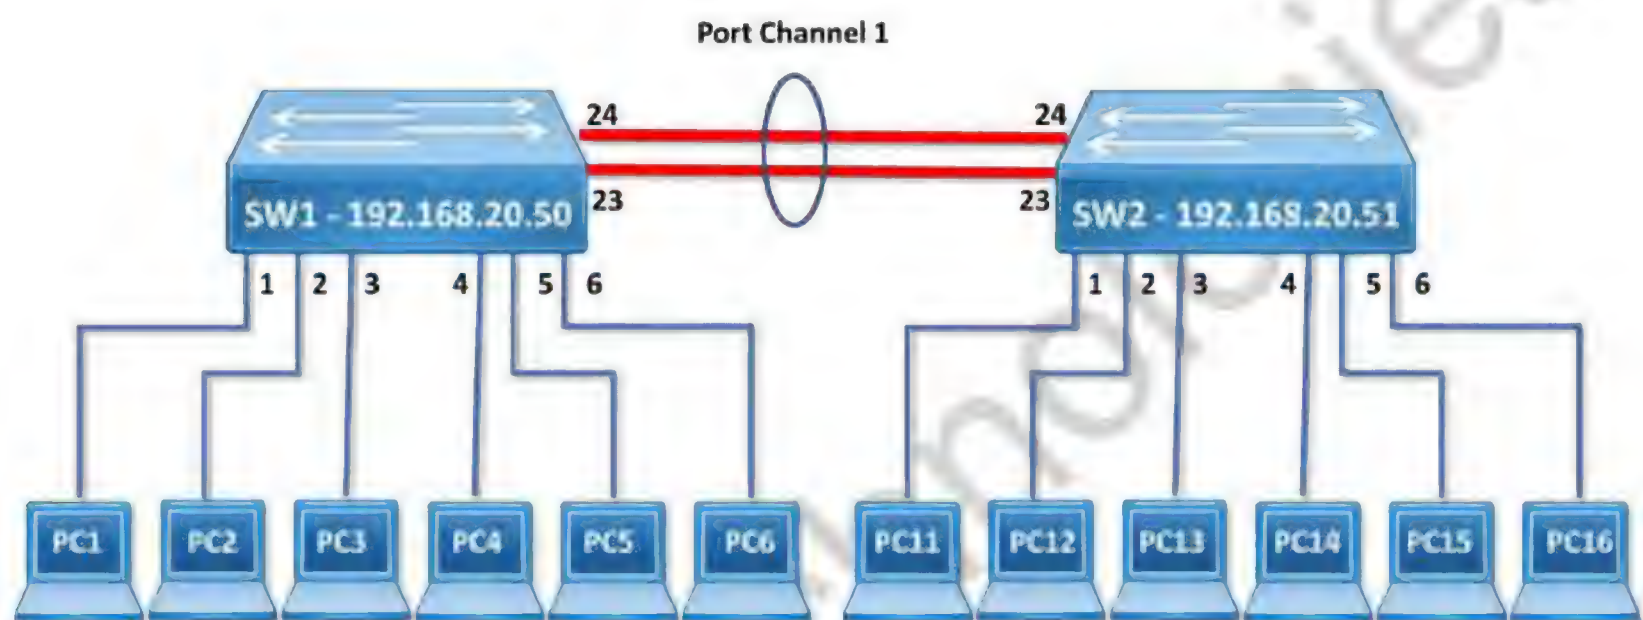 Port Channel 1
24
24
23
23
SW1 - 192.168.20.50
SW2 - 192.168.20.51
1 2 3 4 5 6
1 2 3 4 5 6
PC1 PC2 PC3 PC4 PC5 PC6
PC11 PC12 PC13 PC14 PC15 PC16